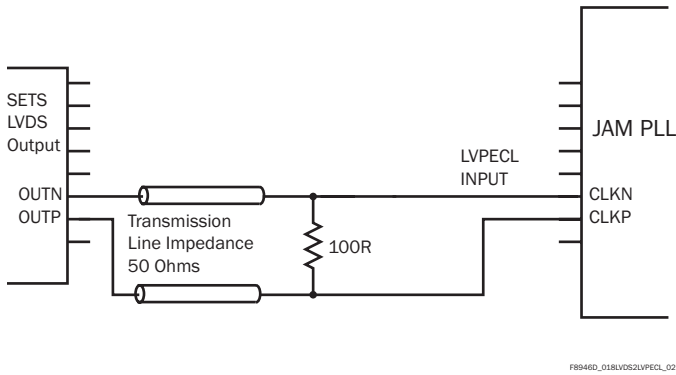 SETS
LVDS
Output
JAM PLL
LVPECL
INPUT
OUTN
CLKN
OUTP
CLKP
Transmission
Line Impedance
50 Ohms
100R
F8946D_018LVDS2LVPECL_02